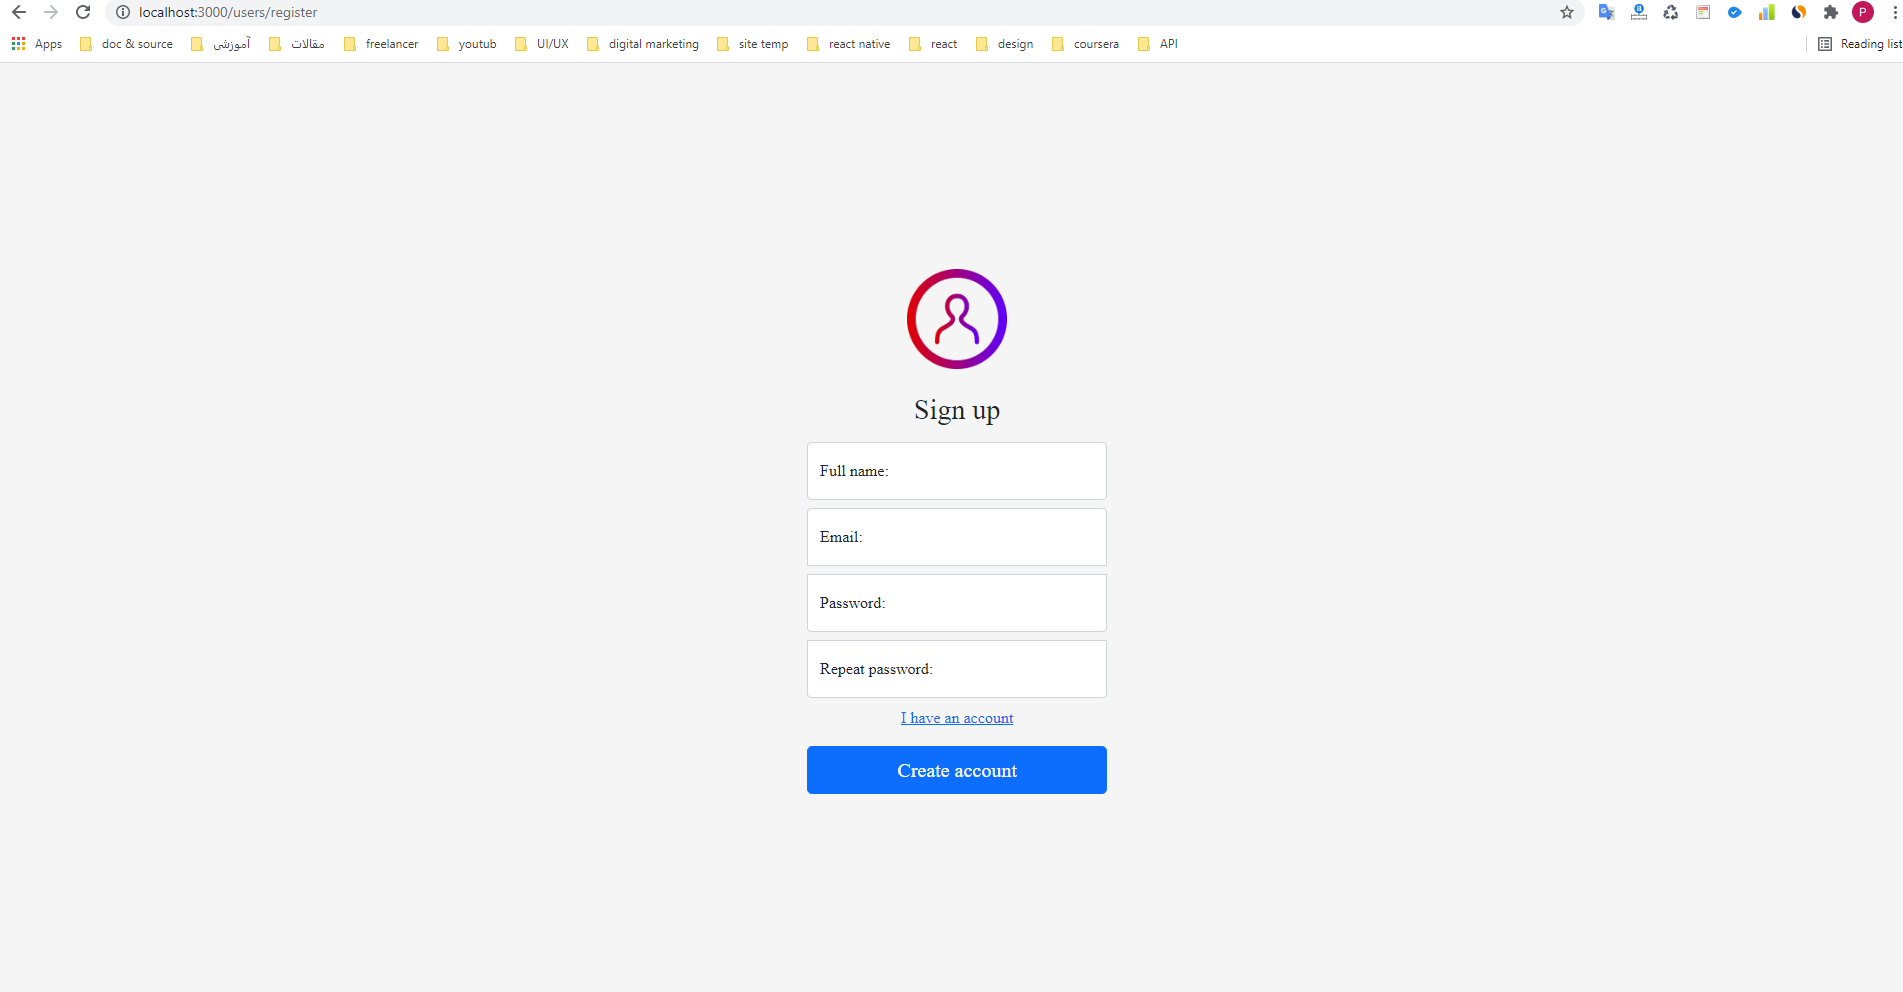 localhost:3000/users/register
P
Apps doc & source آموزشی مقالات freelancer youtub UI/UX digital marketing site temp react native react design coursera API Reading list
Sign up
Full name:
Email:
Password:
Repeat password:
I have an account
Create account